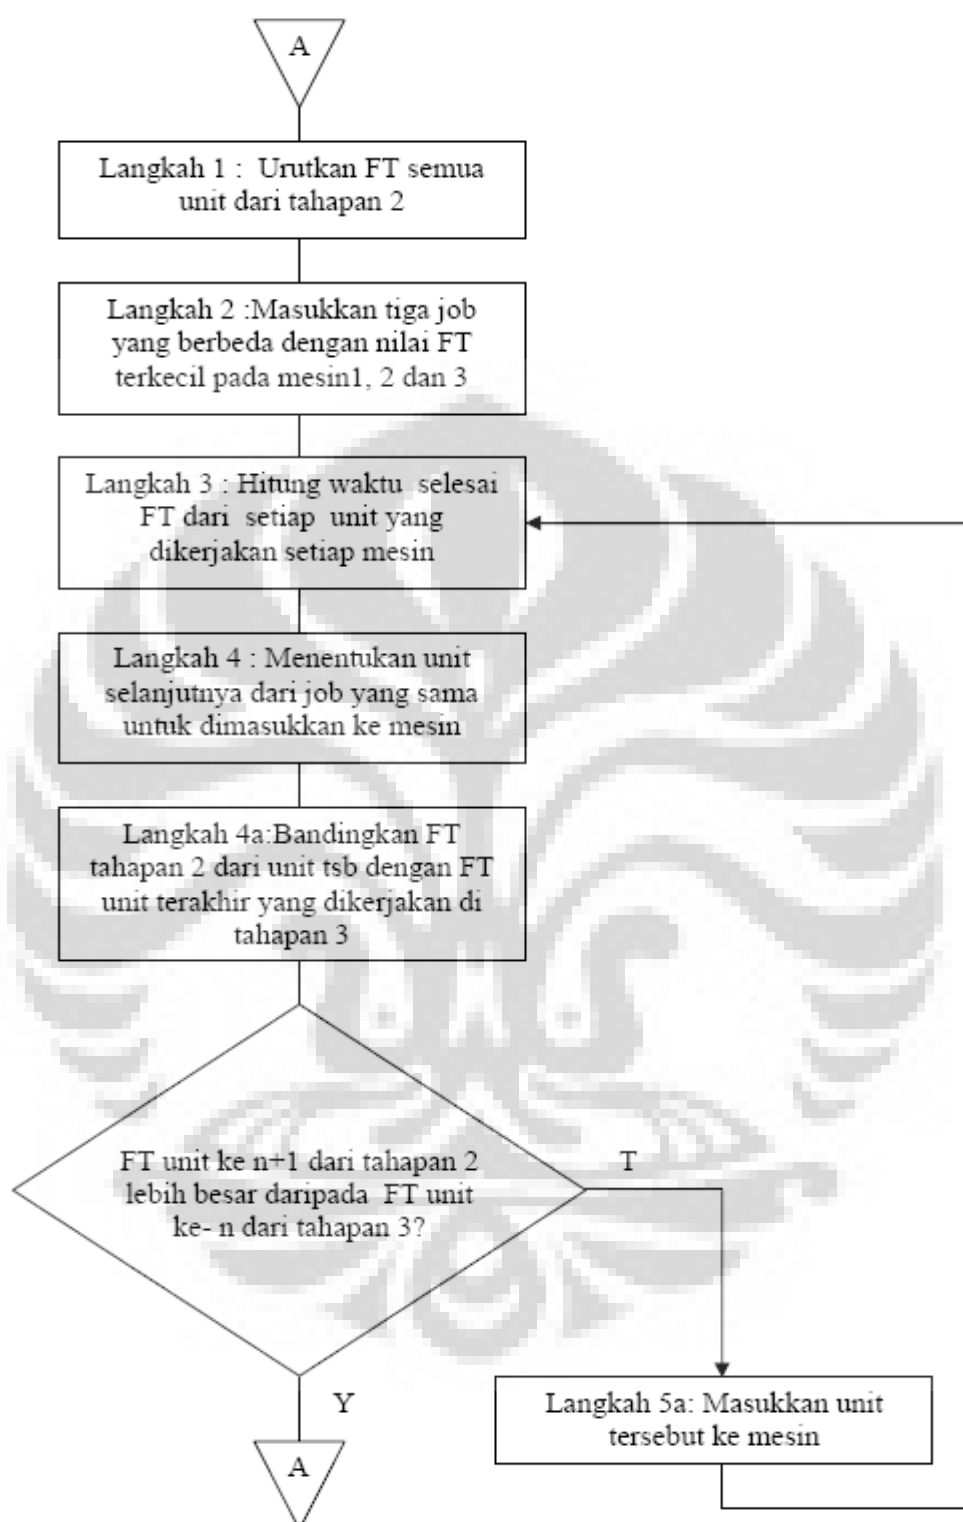 A
Langkah 1 : Urutkan FT semua
unit dari tahapan 2
Langkah 2 :Masukkan tiga job
yang berbeda dengan nilai FT
terkecil pada mesin1, 2 dan 3
Langkah 3 : Hitung waktu selesai
FT dari setiap unit yang
dikerjakan setiap mesin
Langkah 4 : Menentukan unit
selanjutnya dari job yang sama
untuk dimasukkan ke mesin
Langkah 4a:Bandingkan FT
tahapan 2 dari unit tsb dengan FT
unit terakhir yang dikerjakan di
tahapan 3
FT unit ke n+1 dari tahapan 2
lebih besar daripada FT unit
ke- n dari tahapan 3?
T
Y
Langkah 5a: Masukkan unit
tersebut ke mesin
A